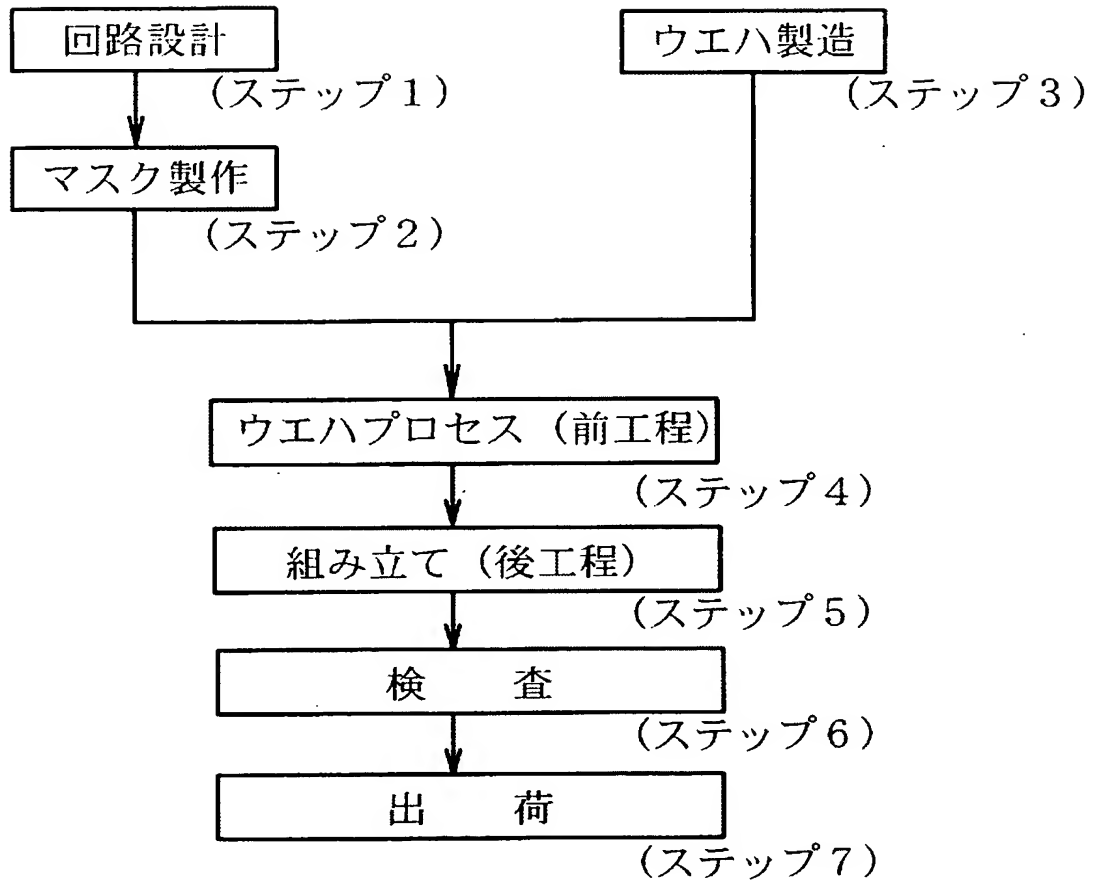 回路設計
(ステップ1)
マスク製作
(ステップ2)
ウエハ製造
(ステップ3)
ウエハプロセス(前工程)
(ステップ4)
組み立て(後工程)
(ステップ5)
検 査
(ステップ6)
出 荷
(ステップ7)